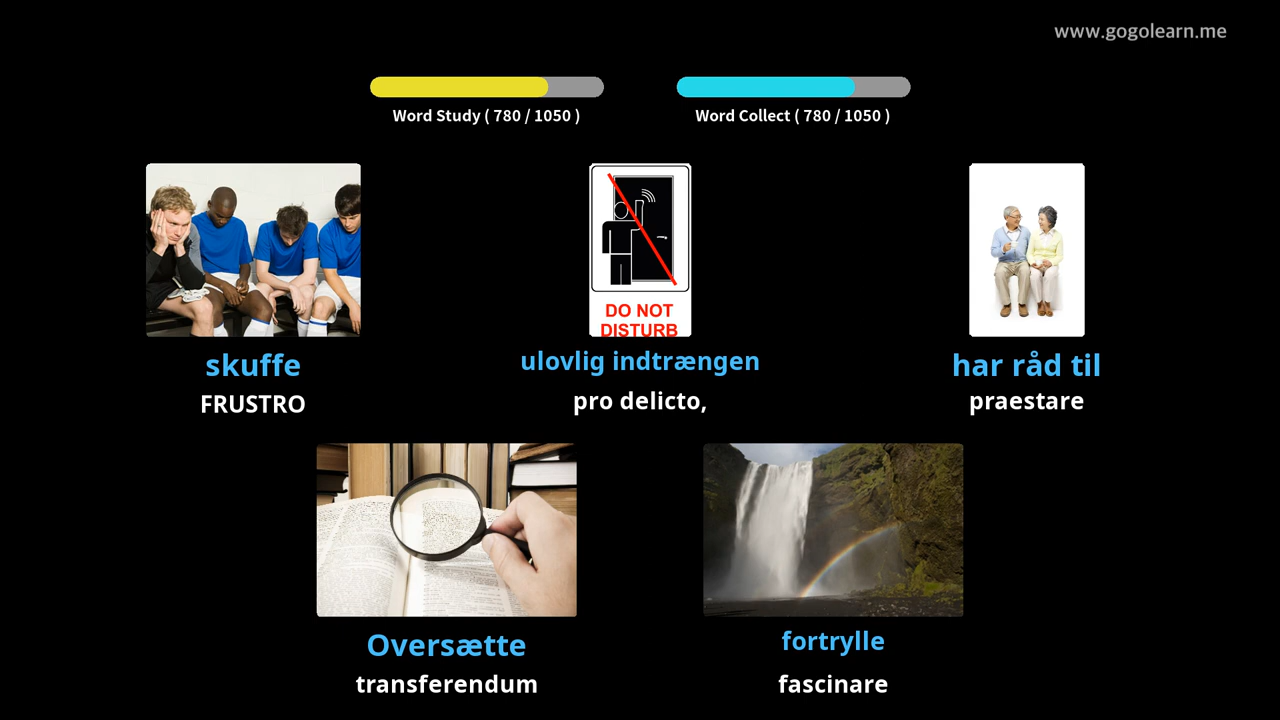 www.gogolearn.me
Word Study ( 780 / 1050 )
Word Collect ( 780 / 1050 )
DO NOT
DISTURB
skuffe
ulovlig indtrængen
har råd til
FRUSTRO
pro delicto,
praestare
Oversætte
fortrylle
transferendum
fascinare